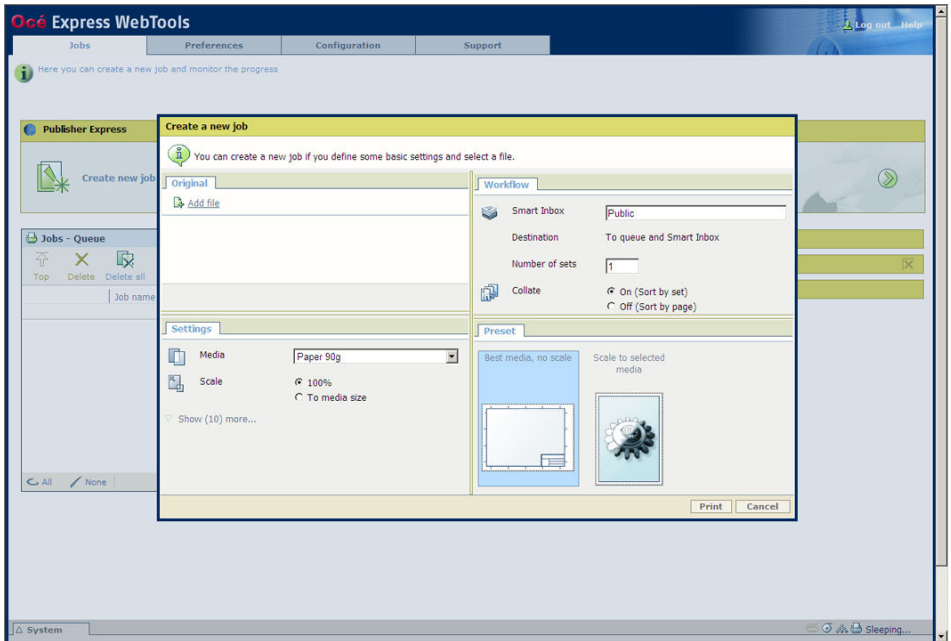 Océ Express WebTools
Log out Help
Jobs Preferences Configuration Support
Here you can create a new job and monitor the progress
Publisher Express
Create new job
Jobs - Queue
Top Delete Delete all
Job name
All None
Create a new job
You can create a new job if you define some basic settings and select a file.
Original
Add file
Workflow
Smart Inbox Public
Destination To queue and Smart Inbox
Number of sets 1
Collate On (Sort by set)
Off (Sort by page)
Settings
Media Paper 90g
Scale 100%
To media size
Show (10) more...
Preset
Best media, no scale
Scale to selected
media
Print Cancel
System
Sleeping...